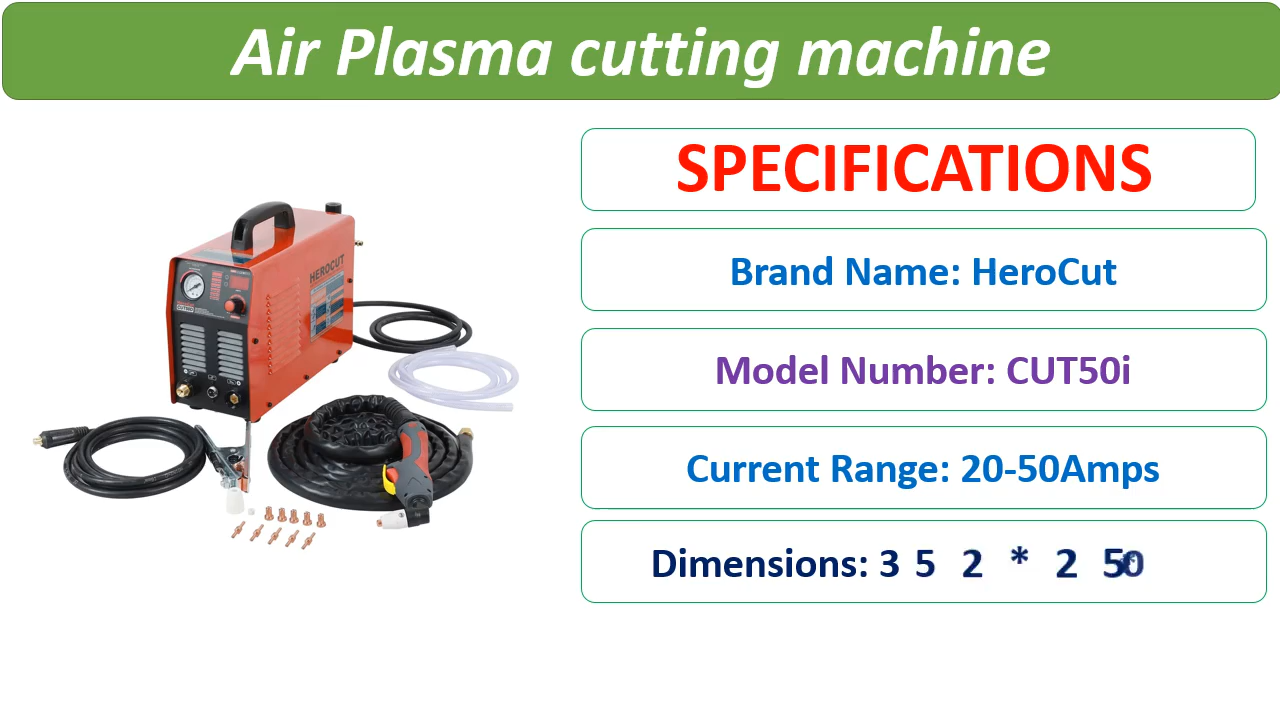 Air Plasma cutting machine
SPECIFICATIONS
Brand Name: HeroCut
Model Number: CUT50i
Current Range: 20-50Amps
Dimensions: 3 5 2 * 2 5
HEROCUT